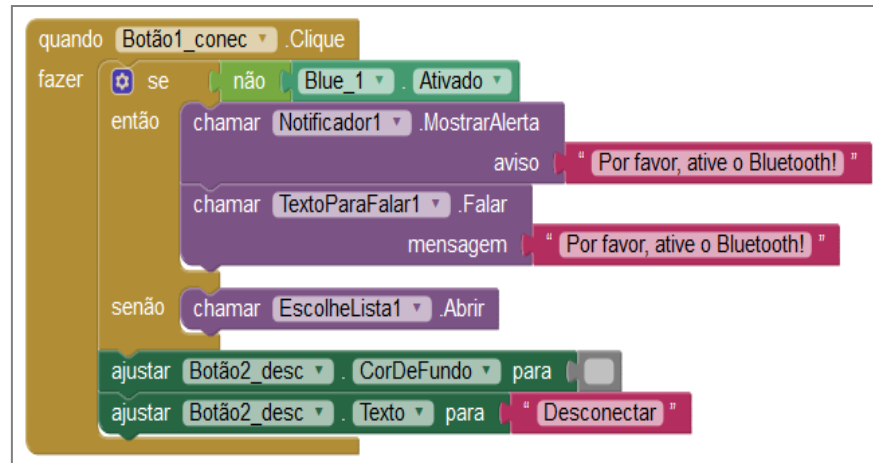 quando Botão1_conec .Clique
fazer se não Blue_1 . Ativado
então chamar Notificador1 .MostrarAlerta
aviso " Por favor, ative o Bluetooth! "
chamar TextoParaFalar1 .Falar
mensagem " Por favor, ative o Bluetooth! "
senão chamar EscolheLista1 .Abrir
ajustar Botão2_desc . CorDeFundo para
ajustar Botão2_desc . Texto para " Desconectar "